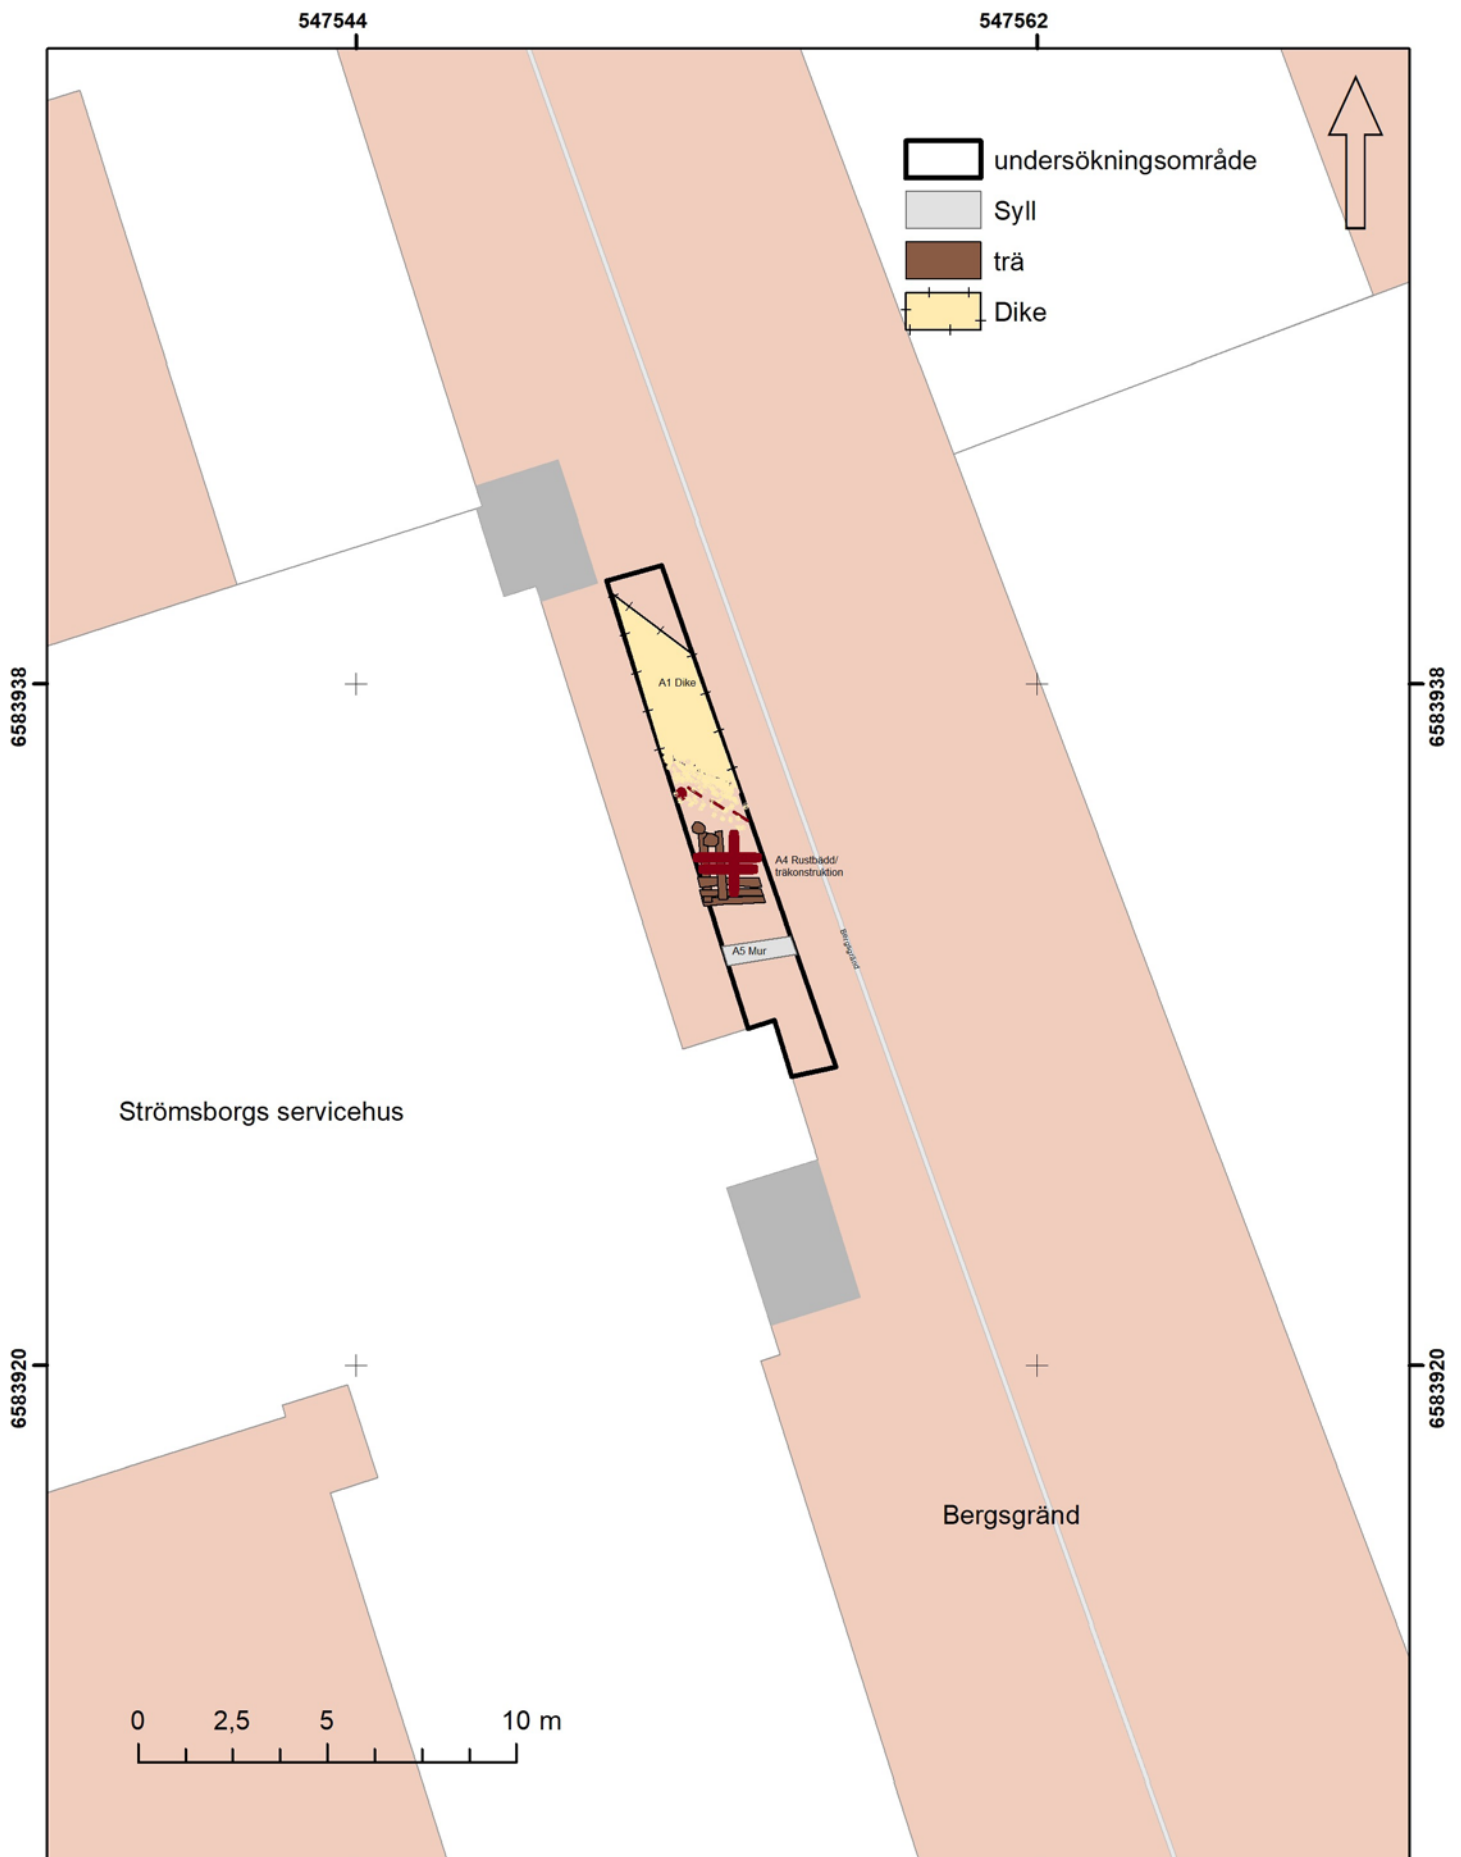 547544
547562
undersökningsområde
Syll
trä
Dike
6583938
6583938
A1 Dike
A4 Rustbädd/
träkonstruktion
A5 Mur
Bergsgränd
Strömsborgs servicehus
6583920
6583920
Bergsgränd
0 2,5 5 10 m